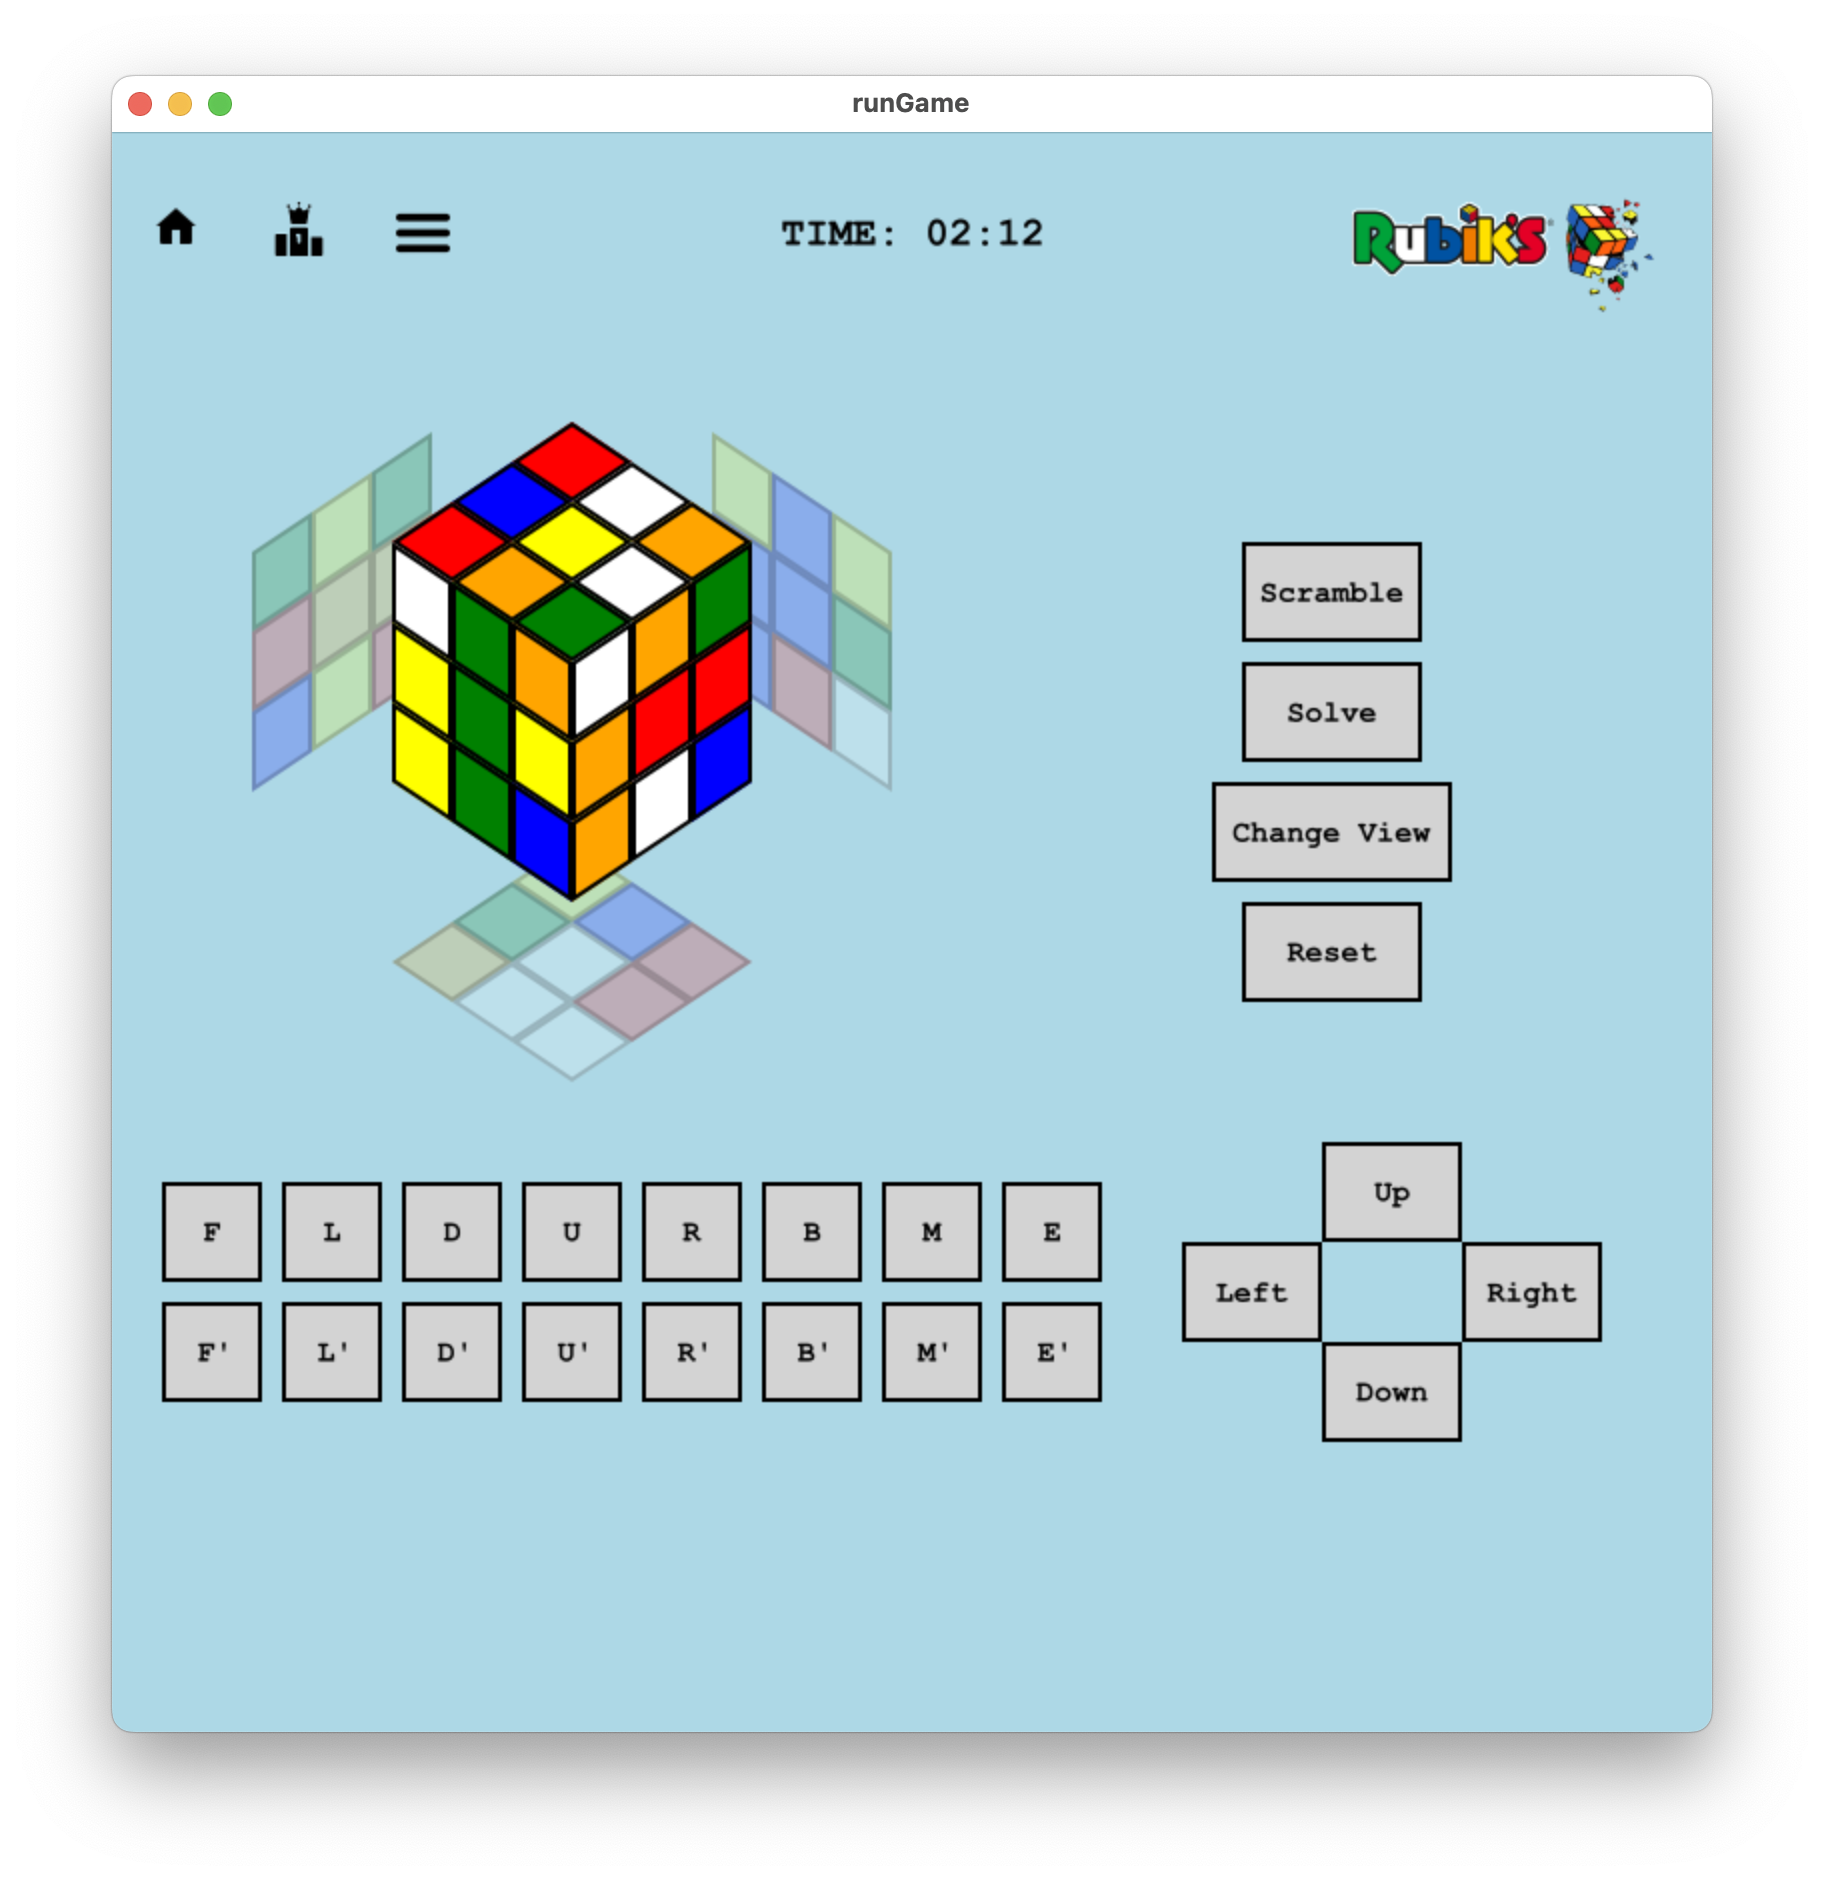 runGame
TIME: 02:12
RUBIK'S
Scramble
Solve
Change View
Reset
F L D U R B M E
F' L' D' U' R' B' M' E'
Up
Left Right
Down